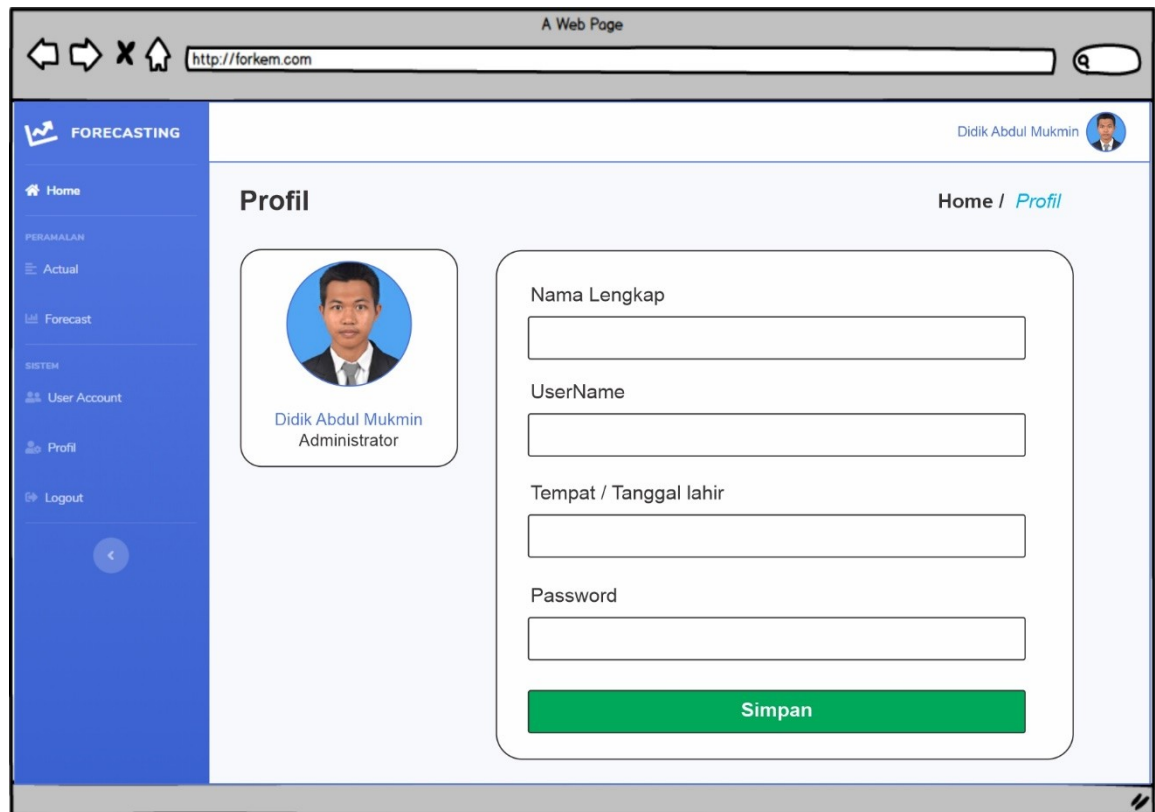 A Web Page
http://forkem.com
FORECASTING
Didik Abdul Mukmin
Home
PERAMALAN
Actual
Forecast
SISTEM
User Account
Profil
Logout
Profil
Home / Profil
Didik Abdul Mukmin
Administrator
Nama Lengkap
UserName
Tempat / Tanggal lahir
Password
Simpan